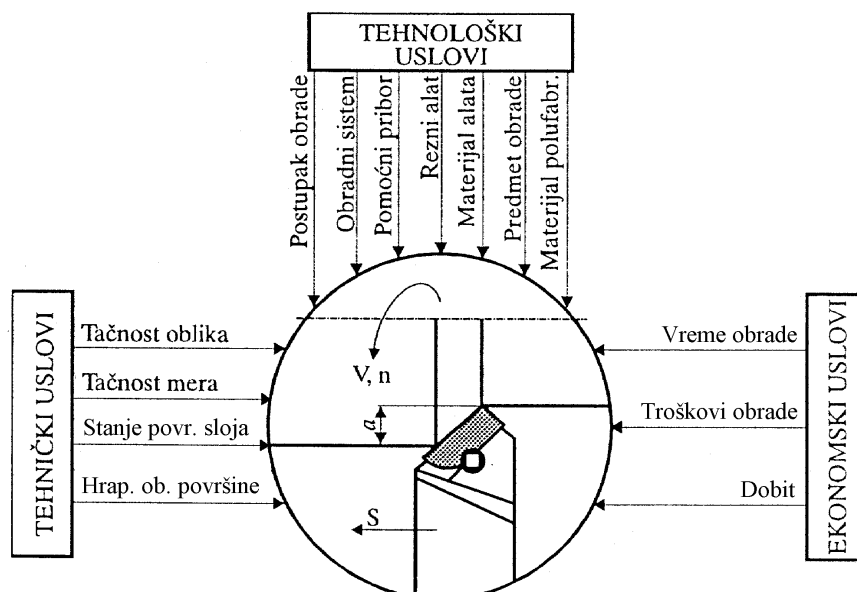 TEHNOLOŠKI
USLOVI
Postupak obrade
Obradni sistem
Pomoćni pribor
Rezni alat
Materijal alata
Predmet obrade
Materijal polufabr.
TEHNIČKI USLOVI
Tačnost oblika
Tačnost mera
Stanje povr. sloja
Hrap. ob. površine
V, n
a
S
Vreme obrade
Troškovi obrade
Dobit
EKONOMSKI USLOVI